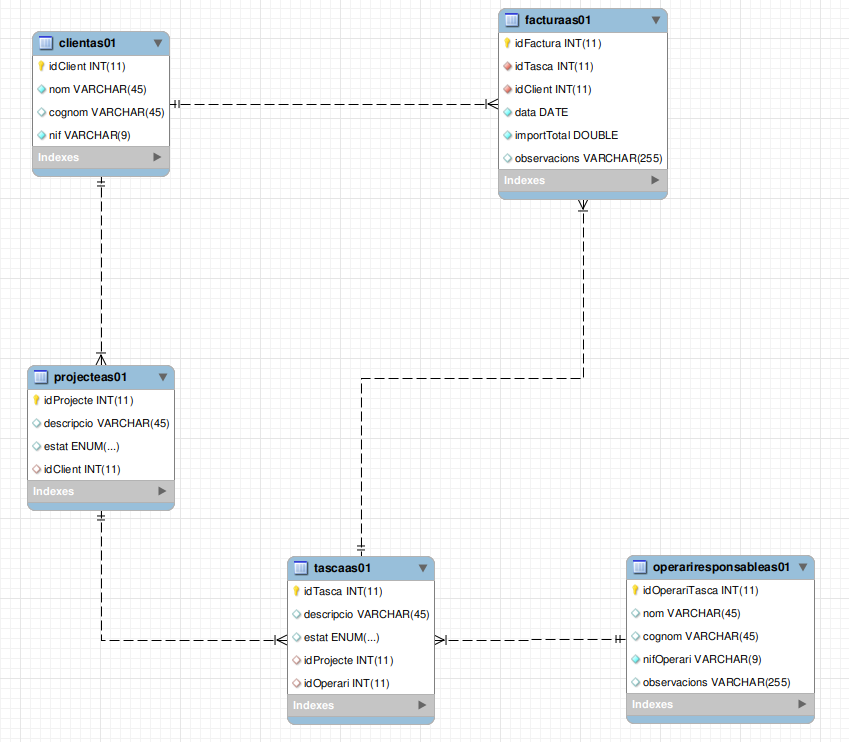 clientas01
idClient INT(11)
nom VARCHAR(45)
cognom VARCHAR(45)
nif VARCHAR(9)
Indexes
facturaas01
idFactura INT(11)
idTasca INT(11)
idClient INT(11)
data DATE
importTotal DOUBLE
observacions VARCHAR(255)
Indexes
projecteas01
idProjecte INT(11)
descripcio VARCHAR(45)
estat ENUM(...)
idClient INT(11)
Indexes
tascaas01
idTasca INT(11)
descripcio VARCHAR(45)
estat ENUM(...)
idProjecte INT(11)
idOperari INT(11)
Indexes
operariresponsableas01
idOperariTasca INT(11)
nom VARCHAR(45)
cognom VARCHAR(45)
nifOperari VARCHAR(9)
observacions VARCHAR(255)
Indexes